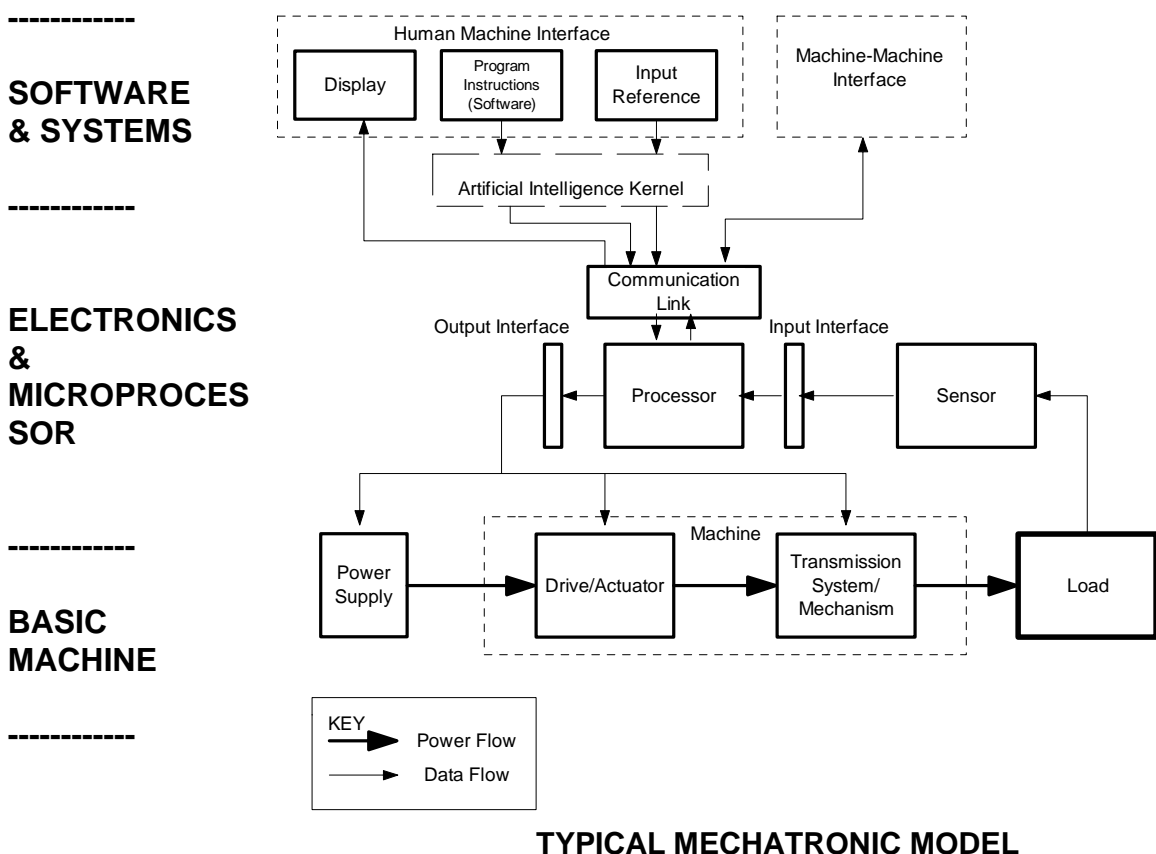 ------------
SOFTWARE
& SYSTEMS
------------
ELECTRONICS
&
MICROPROCES
SOR
------------
BASIC
MACHINE
------------
Human Machine Interface
Display
Program
Instructions
(Software)
Input
Reference
Machine-Machine
Interface
Artificial Intelligence Kernel
Communication
Link
Output Interface
Input Interface
Processor
Sensor
Machine
Power
Supply
Drive/Actuator
Transmission
System/
Mechanism
Load
KEY
Power Flow
Data Flow
TYPICAL MECHATRONIC MODEL